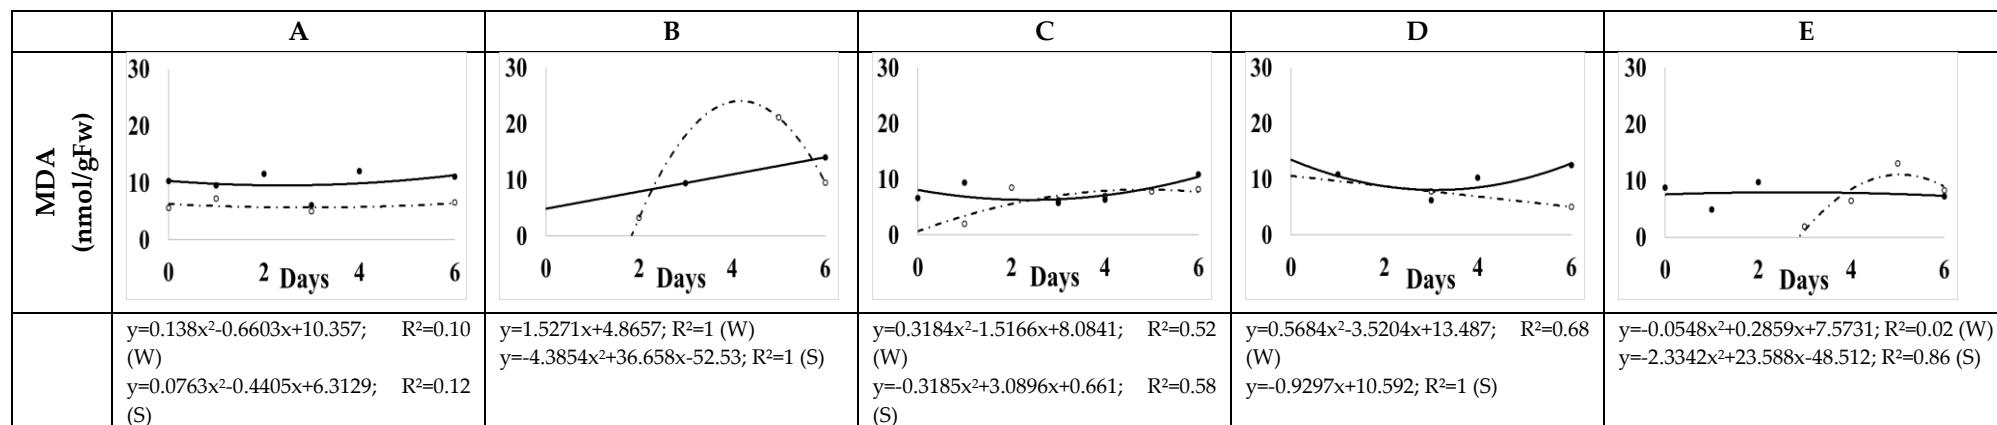 A B C D E
MDA
(nmol/gFw)
30 30 30 30 30
20 20 20 20 20
10 10 10 10 10
0 0 0 0 0
0 2 Days 4 6
0 2 Days 4 6
0 2 Days 4 6
0 2 Days 4 6
0 2 Days 4 6
y=0.138x²-0.6603x+10.357; R²=0.10
(W)
y=0.0763x²-0.4405x+6.3129; R²=0.12
(S)
y=1.5271x+4.8657; R²=1 (W)
y=-4.3854x²+36.658x-52.53; R²=1 (S)
y=0.3184x²-1.5166x+8.0841; R²=0.52
(W)
y=-0.3185x²+3.0896x+0.661; R²=0.58
(S)
y=0.5684x²-3.5204x+13.487; R²=0.68
(W)
y=-0.9297x+10.592; R²=1 (S)
y=-0.0548x²+0.2859x+7.5731; R²=0.02 (W)
y=-2.3342x²+23.588x-48.512; R²=0.86 (S)